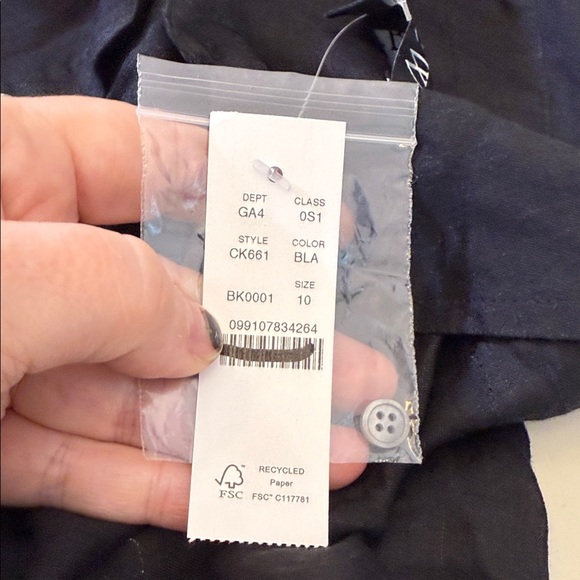 DEPT CLASS
GA4 0S1
STYLE COLOR
CK661 BLA
SIZE
BK0001 10
099107834264
RECYCLED
Paper
FSC™ C117781
FSC